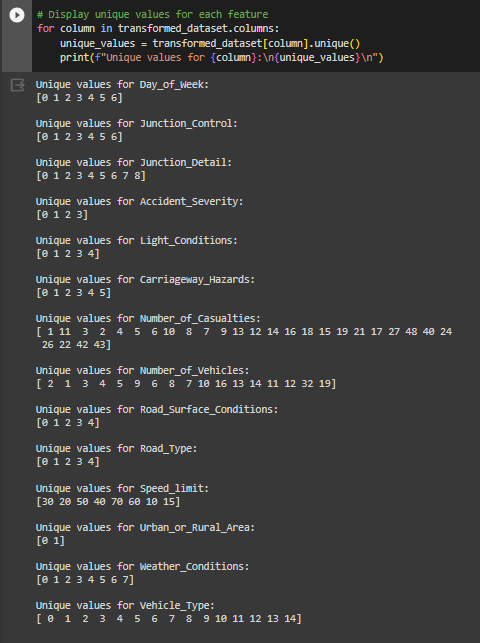 # Display unique values for each feature
for column in transformed_dataset.columns:
    unique_values = transformed_dataset[column].unique()
    print(f"Unique values for {column}:\n{unique_values}\n")
Unique values for Day_of_Week:
[0 1 2 3 4 5 6]
Unique values for Junction_Control:
[0 1 2 3 4 5 6]
Unique values for Junction_Detail:
[0 1 2 3 4 5 6 7 8]
Unique values for Accident_Severity:
[0 1 2 3]
Unique values for Light_Conditions:
[0 1 2 3 4]
Unique values for Carriageway_Hazards:
[0 1 2 3 4 5]
Unique values for Number_of_Casualties:
[ 1 11  3  2  4  5  6 10  8  7  9 13 12 14 16 18 15 19 21 17 27 48 40 24
 26 22 42 43]
Unique values for Number_of_Vehicles:
[ 2  1  3  4  5  9  6  8  7 10 16 13 14 11 12 32 19]
Unique values for Road_Surface_Conditions:
[0 1 2 3 4]
Unique values for Road_Type:
[0 1 2 3 4]
Unique values for Speed_limit:
[30 20 50 40 70 60 10 15]
Unique values for Urban_or_Rural_Area:
[0 1]
Unique values for Weather_Conditions:
[0 1 2 3 4 5 6 7]
Unique values for Vehicle_Type:
[ 0  1  2  3  4  5  6  7  8  9 10 11 12 13 14]